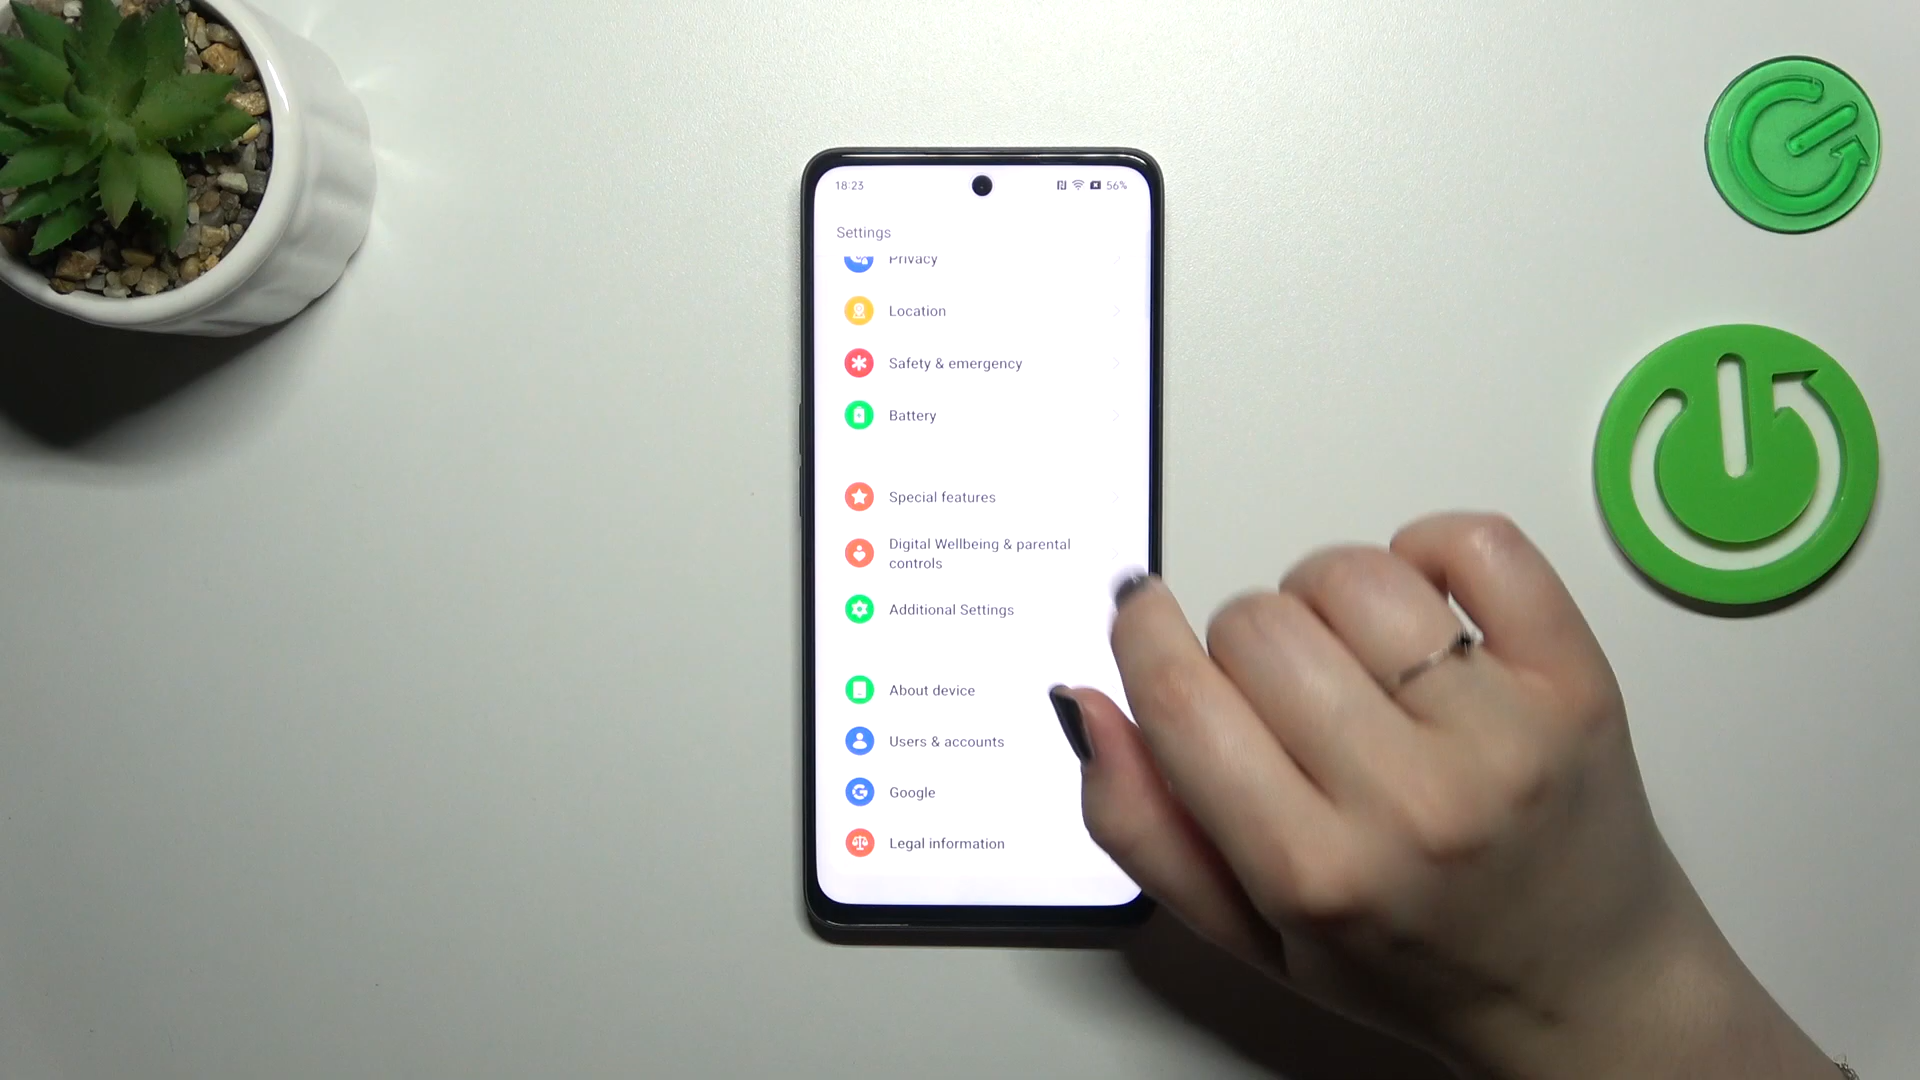 18:23
56%
Settings
Privacy
Location
Safety & emergency
Battery
Special features
Digital Wellbeing & parental
controls
Additional Settings
About device
Users & accounts
Google
Legal information